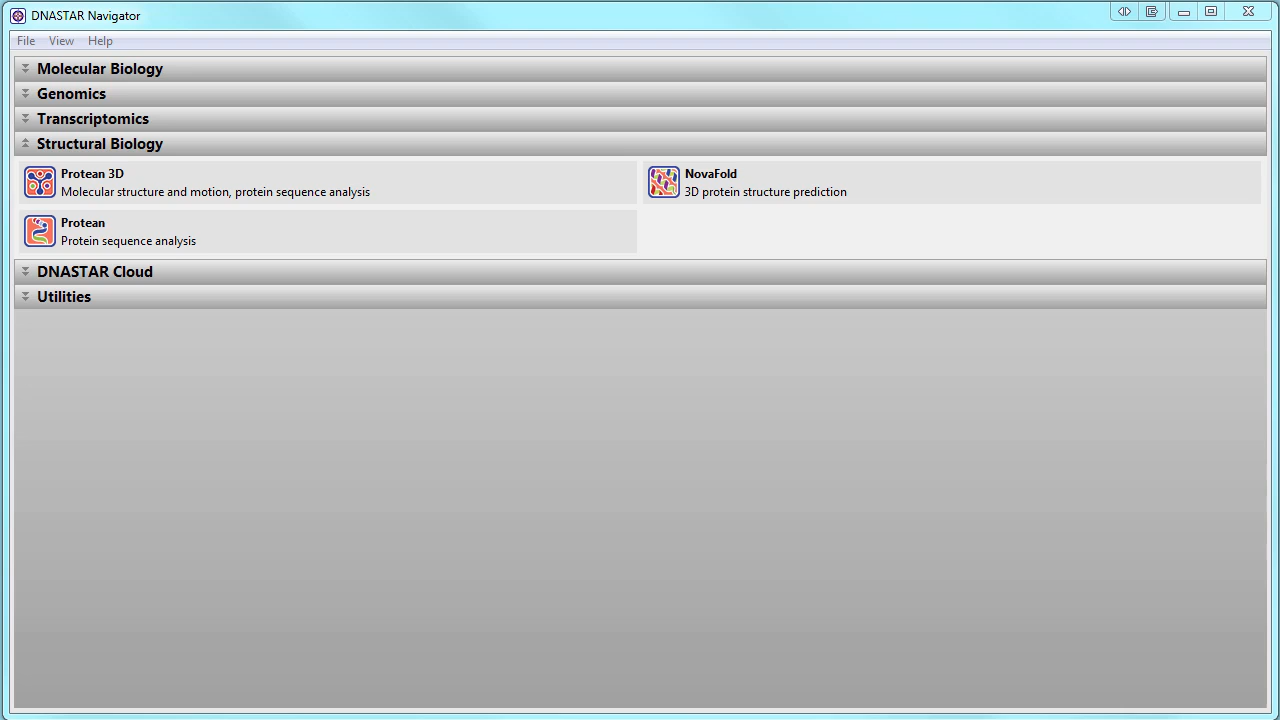 DNASTAR Navigator
File View Help
Molecular Biology
Genomics
Transcriptomics
Structural Biology
Protean 3D
Molecular structure and motion, protein sequence analysis
NovaFold
3D protein structure prediction
Protean
Protein sequence analysis
DNASTAR Cloud
Utilities